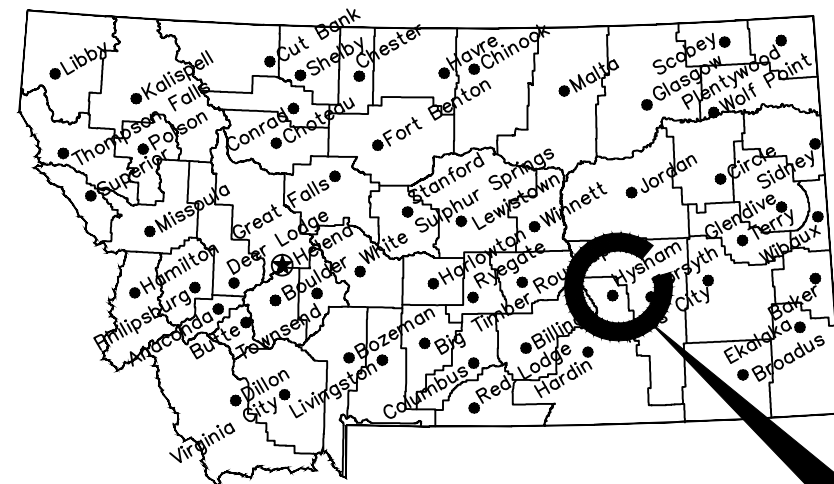 Libby
Cut Bank
Shelby
Chester
Havre
Chinook
Scobey
Plentywood
Kalispell
Malta
Glasgow
Wolf Point
Thompson Falls
Polson
Conrad
Choteau
Fort Benton
Superior
Great Falls
Stanford
Jordan
Circle
Sidney
Missoula
White Sulphur Springs
Lewistown
Winnett
Glendive
Terry
Wibaux
Hamilton
Deer Lodge
Helena
Harlowton
Ryegate
Hysham
City
Philipsburg
Boulder
Big Timber
Baker
Anaconda
Butte
Townsend
Bozeman
Ekalaka
Broadus
Dillon
Virginia City
Livingston
Columbus
Red Lodge
Hardin